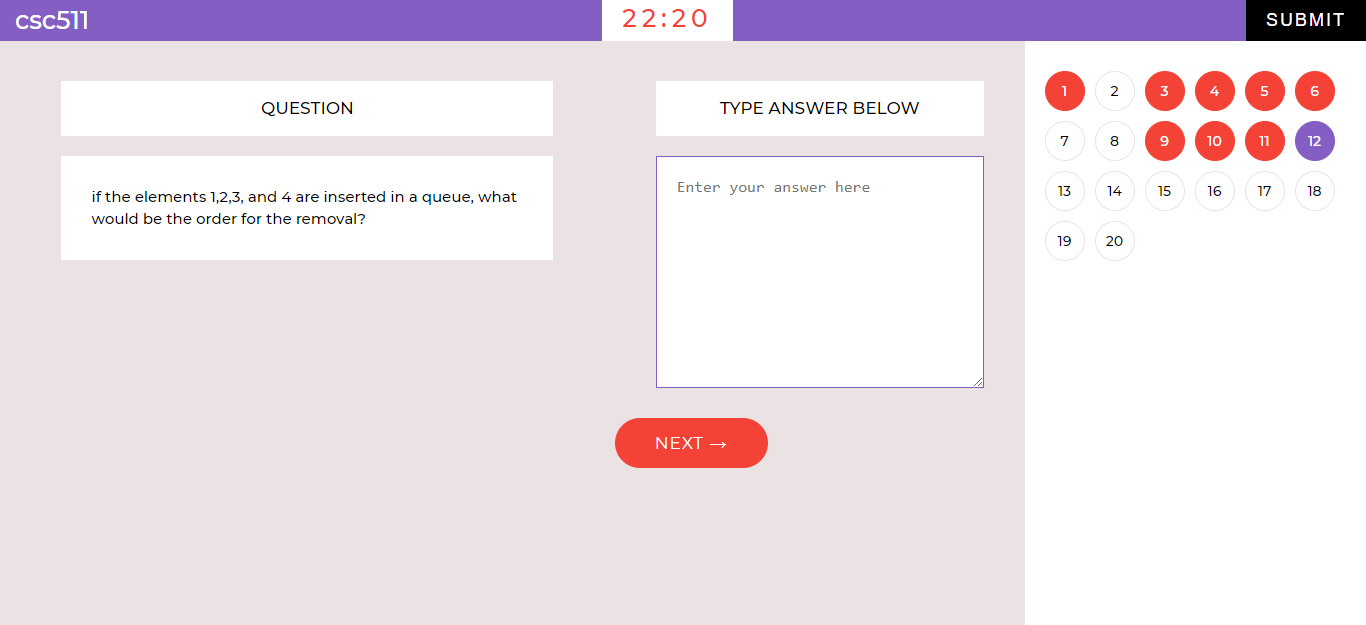 csc511
22:20
SUBMIT
QUESTION
TYPE ANSWER BELOW
if the elements 1,2,3, and 4 are inserted in a queue, what
would be the order for the removal?
Enter your answer here
NEXT →
1 2 3 4 5 6
7 8 9 10 11 12
13 14 15 16 17 18
19 20